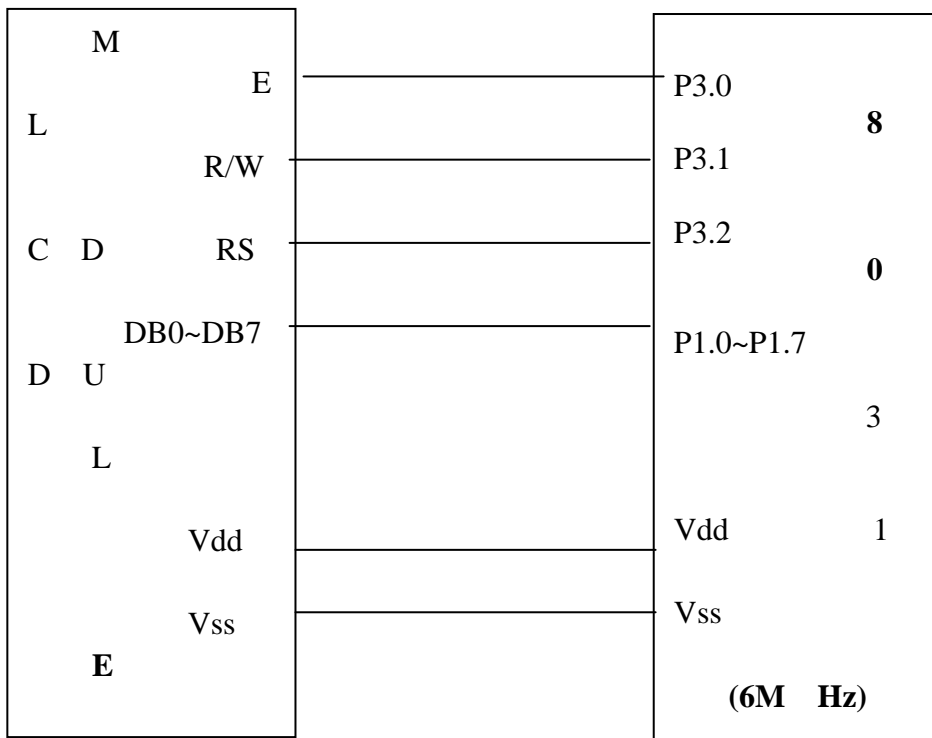 M
E P3.0
L 8
R/W P3.1
C D RS P3.2
0
DB0~DB7 P1.0~P1.7
D U
3
L
Vdd Vdd 1
Vss Vss
E
(6M Hz)